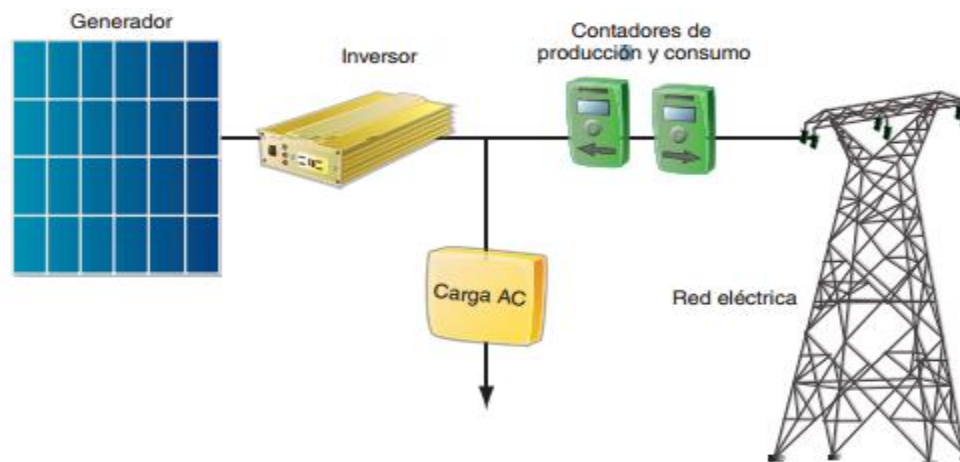 Generador
Inversor
Contadores de
producción y consumo
Carga AC
Red eléctrica